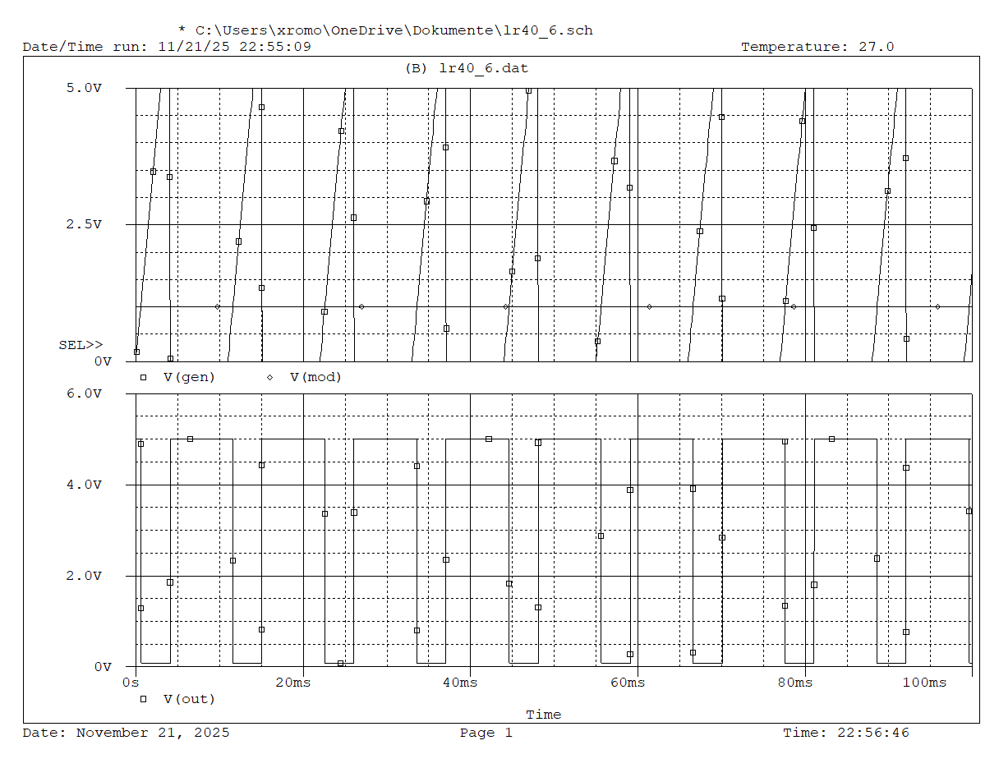 * C:\Users\xromo\OneDrive\Dokumente\lr40_6.sch
Date/Time run: 11/21/25 22:55:09 Temperature: 27.0
(B) lr40_6.dat
5.0V
2.5V
SEL>>
0V
V(gen) V(mod)
6.0V
4.0V
2.0V
0V
0s 20ms 40ms 60ms 80ms 100ms
V(out)
Time
Date: November 21, 2025 Page 1 Time: 22:56:46